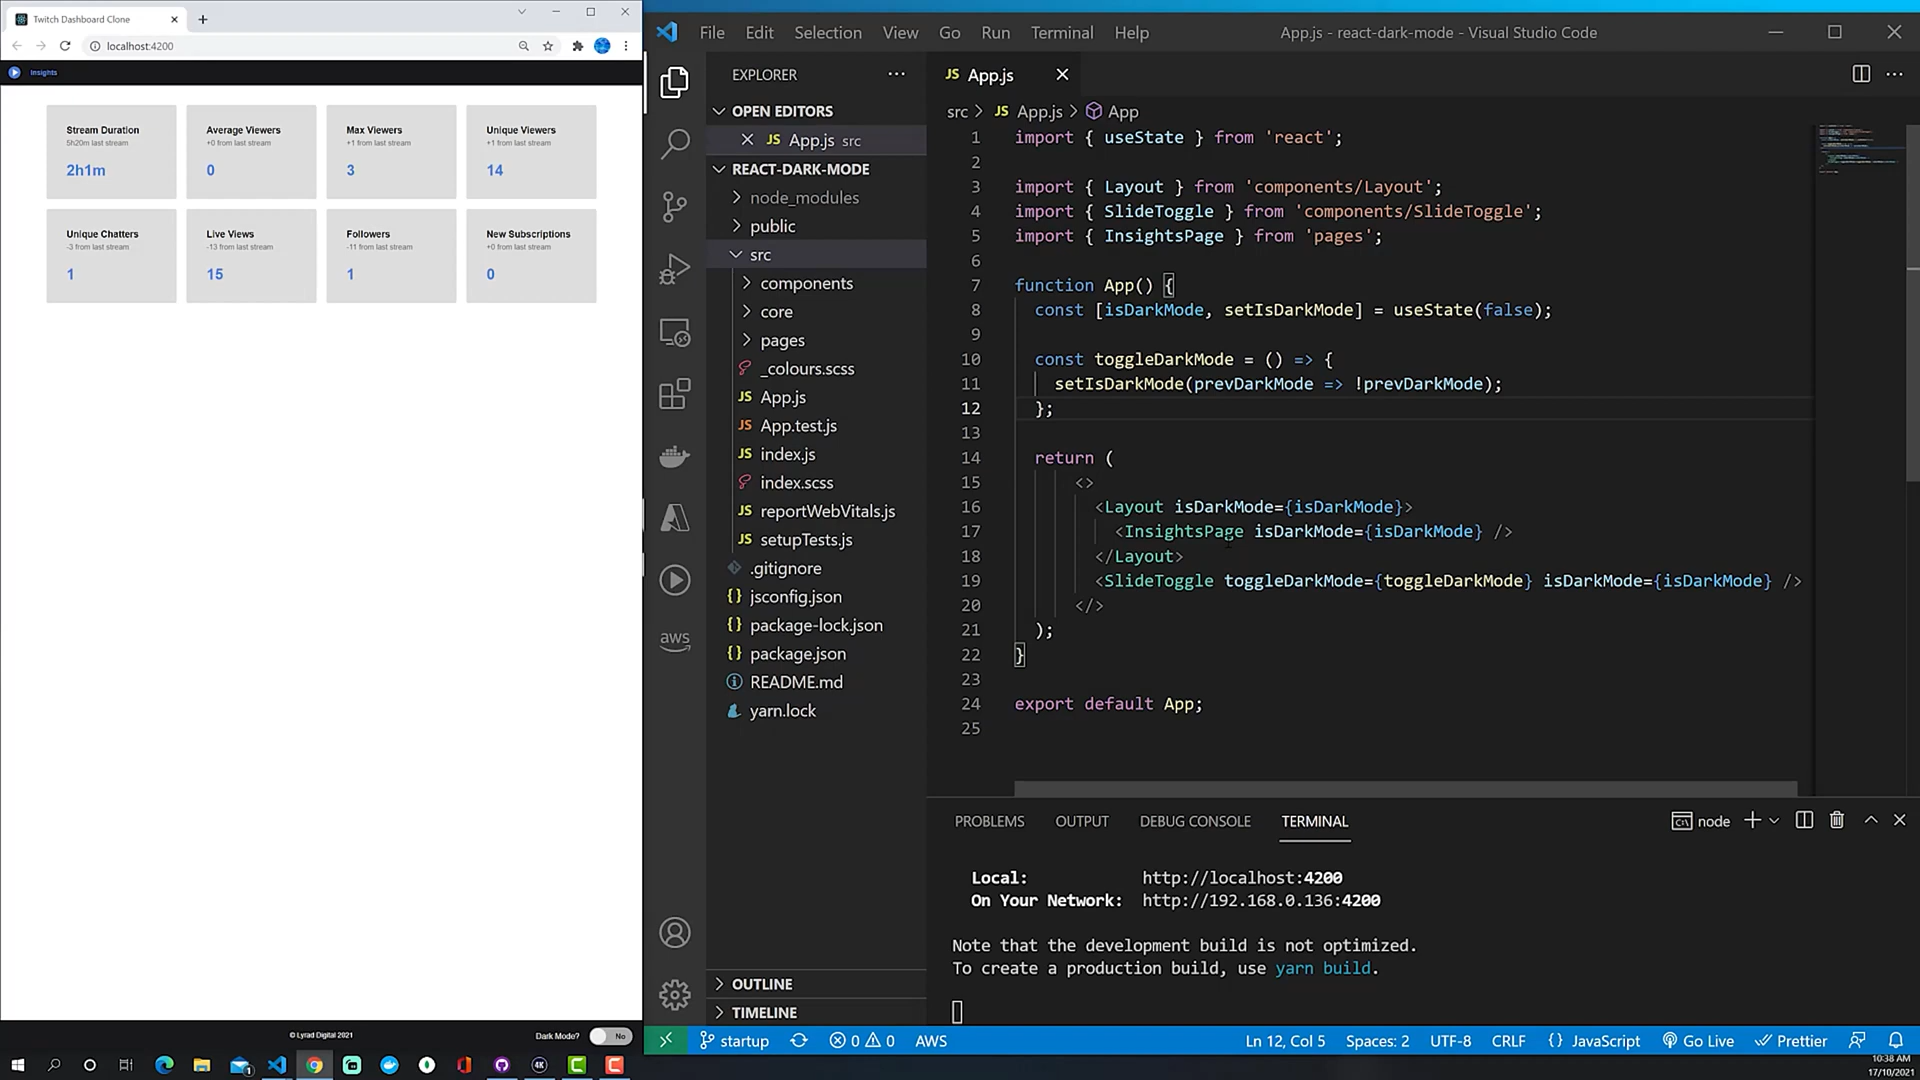 Twitch Dashboard Clone
localhost:4200
Insights
Stream Duration
5h20m last stream
2h1m
Average Viewers
+0 from last stream
0
Max Viewers
+1 from last stream
3
Unique Viewers
+1 from last stream
14
Unique Chatters
-3 from last stream
1
Live Views
-13 from last stream
15
Followers
-11 from last stream
1
New Subscriptions
+0 from last stream
0
© Lyrad Digital 2021
Dark Mode?
No
File Edit Selection View Go Run Terminal Help
App.js - react-dark-mode - Visual Studio Code
EXPLORER
OPEN EDITORS
JS App.js src
REACT-DARK-MODE
node_modules
public
src
components
core
pages
_colours.scss
JS App.js
JS App.test.js
JS index.js
index.scss
JS reportWebVitals.js
JS setupTests.js
.gitignore
{} jsconfig.json
{} package-lock.json
{} package.json
README.md
yarn.lock
OUTLINE
TIMELINE
aws
JS App.js
src > JS App.js > App
1 import { useState } from 'react';
2
3 import { Layout } from 'components/Layout';
4 import { SlideToggle } from 'components/SlideToggle';
5 import { InsightsPage } from 'pages';
6
7 function App() {
8 const [isDarkMode, setIsDarkMode] = useState(false);
9
10 const toggleDarkMode = () => {
11 setIsDarkMode(prevDarkMode => !prevDarkMode);
12 };
13
14 return (
15 <>
16 <Layout isDarkMode={isDarkMode}>
17 <InsightsPage isDarkMode={isDarkMode} />
18 </Layout>
19 <SlideToggle toggleDarkMode={toggleDarkMode} isDarkMode={isDarkMode} />
20 </>
21 );
22 }
23
24 export default App;
25
PROBLEMS OUTPUT DEBUG CONSOLE TERMINAL
node
Local: http://localhost:4200
On Your Network: http://192.168.0.136:4200
Note that the development build is not optimized.
To create a production build, use yarn build.
startup
0 0
AWS
Ln 12, Col 5
Spaces: 2
UTF-8
CRLF
{} JavaScript
Go Live
Prettier
1
4K
10:38 AM
17/10/2021